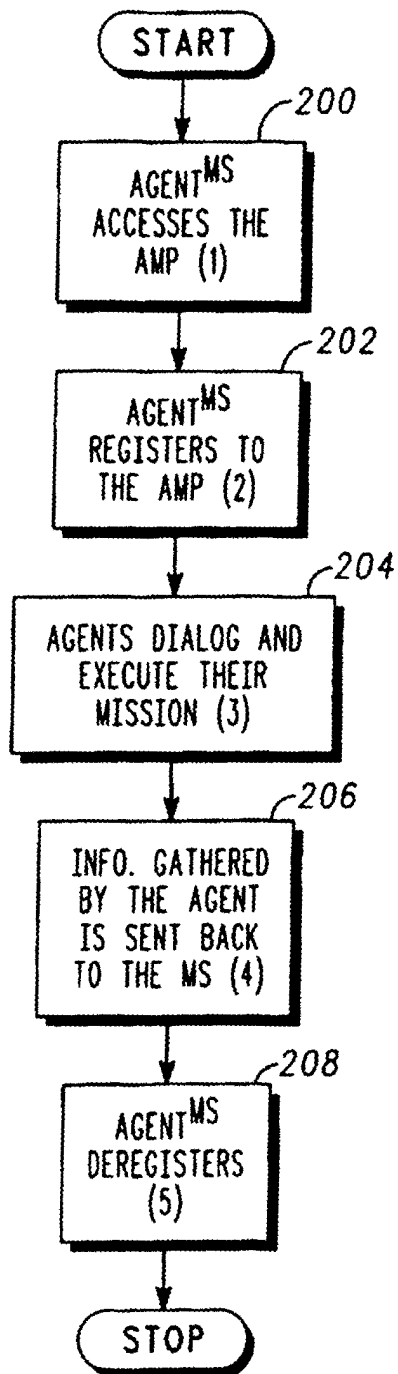 START
200
AGENT^MS
ACCESSES THE
AMP (1)
202
AGENT^MS
REGISTERS TO
THE AMP (2)
204
AGENTS DIALOG AND
EXECUTE THEIR
MISSION (3)
206
INFO. GATHERED
BY THE AGENT
IS SENT BACK
TO THE MS (4)
208
AGENT^MS
DEREGISTERS
(5)
STOP